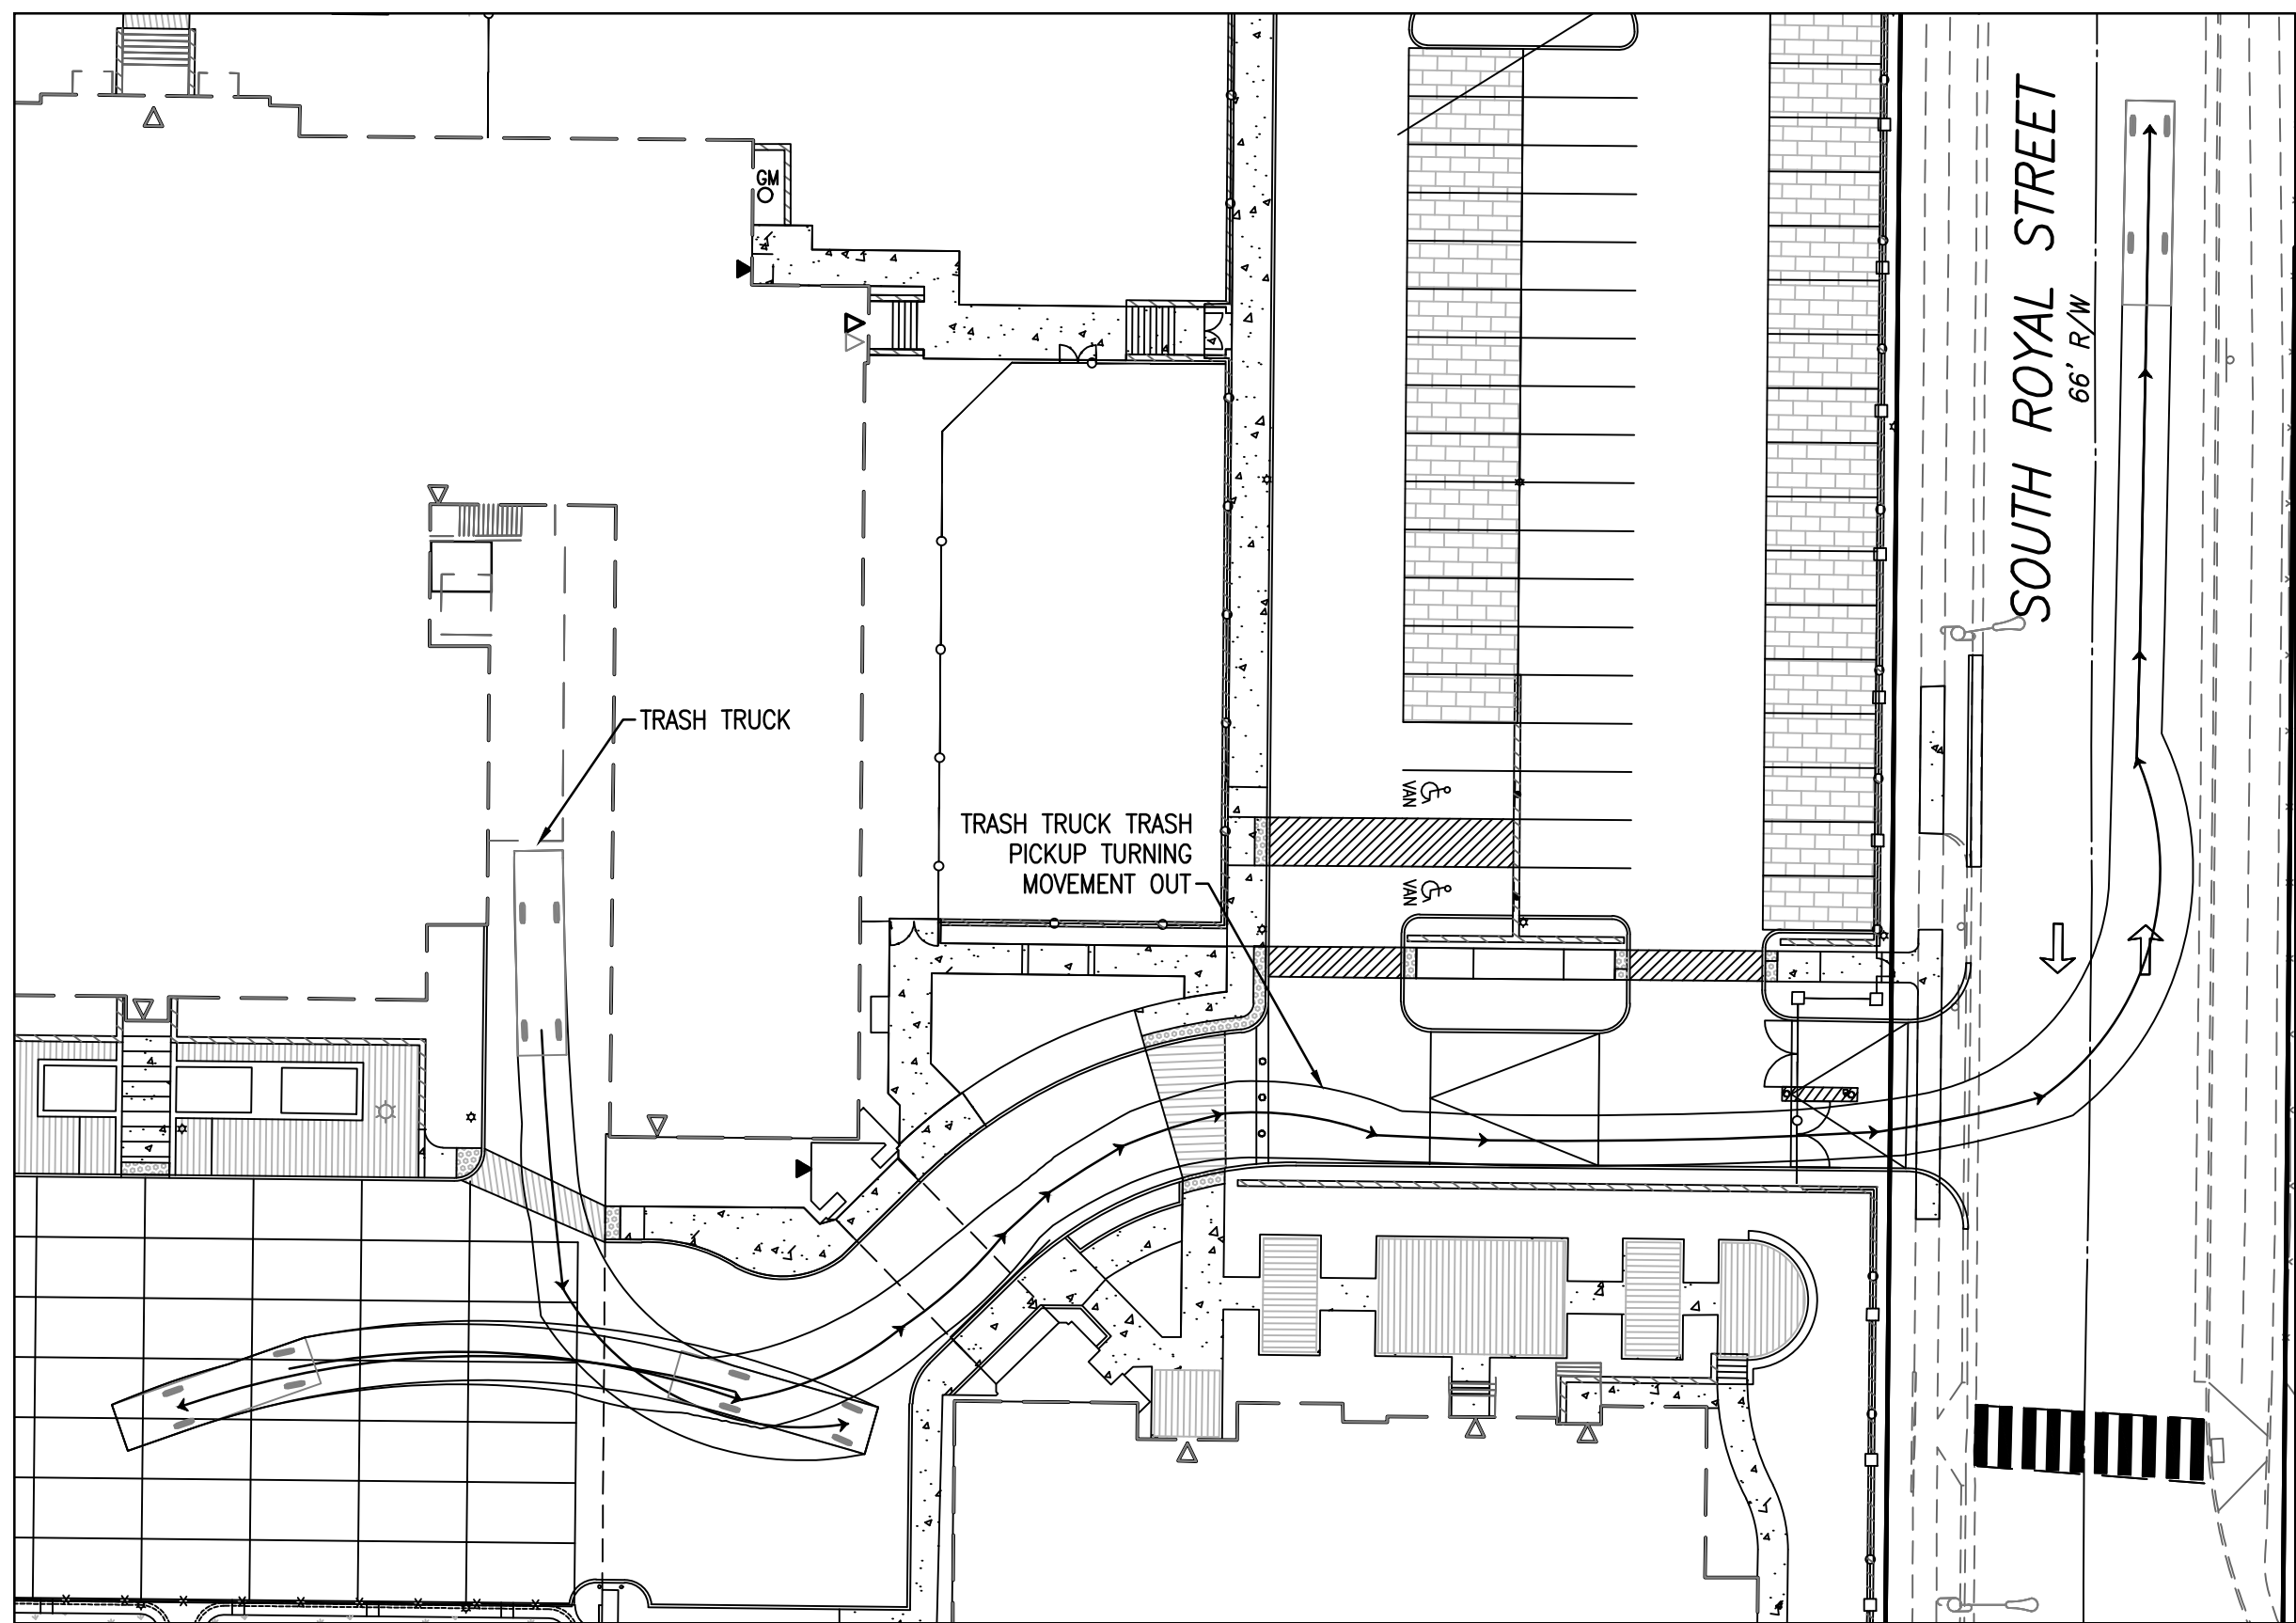 GM
SOUTH ROYAL STREET
66' R/W
TRASH TRUCK
TRASH TRUCK TRASH
PICKUP TURNING
MOVEMENT OUT
VAN
VAN